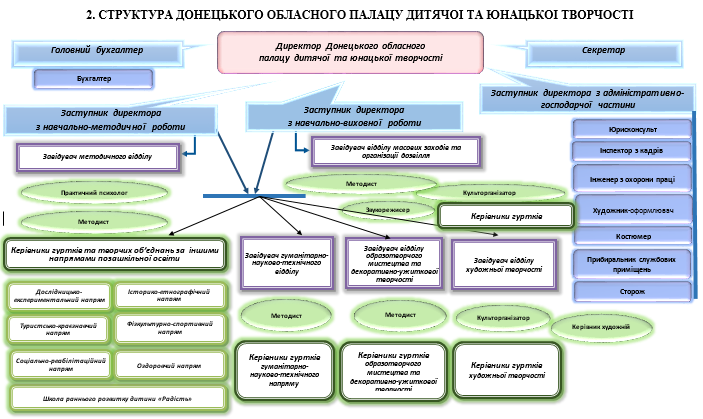 2. СТРУКТУРА ДОНЕЦЬКОГО ОБЛАСНОГО ПАЛАЦУ ДИТЯЧОЇ ТА ЮНАЦЬКОЇ ТВОРЧОСТІ
Головний бухгалтер
Директор Донецького обласного
палацу дитячої та юнацької творчості
Секретар
Бухгалтер
Заступник директора
з навчально-методичної роботи
Заступник директора
з навчально-виховної роботи
Заступник директора з адміністративно-
господарчої частини
Завідувач методичного відділу
Завідувач відділу масових заходів та
організації дозвілля
Юрисконсульт
Інспектор з кадрів
Інженер з охорони праці
Художник-оформлювач
Костюмер
Прибиральник службових
приміщень
Сторож
Практичний психолог
Методист
Методист
Культорганізатор
Звукорежисер
Керівники гуртків
Керівники гуртків та творчих об'єднань за іншими
напрямами позашкільної освіти
Завідувач гуманітарно-
науково-технічного
відділу
Завідувач відділу
образотворчого
мистецтва та
декоративно-ужиткової
творчості
Завідувач відділу
художньої творчості
Дослідницько-
експериментальний напрям
Історико-етнографічний
напрям
Туристсько-краєзнавчий
напрям
Фізкультурно-спортивний
напрям
Соціально-реабілітаційний
напрям
Оздоровчий напрям
Школа раннього розвитку дитини «Радість»
Методист
Методист
Культорганізатор
Керівник художній
Керівники гуртків
гуманітарно-
науково-технічного
напряму
Керівники гуртків
образотворчого
мистецтва та
декоративно-ужиткової
творчості
Керівники гуртків
художньої творчості